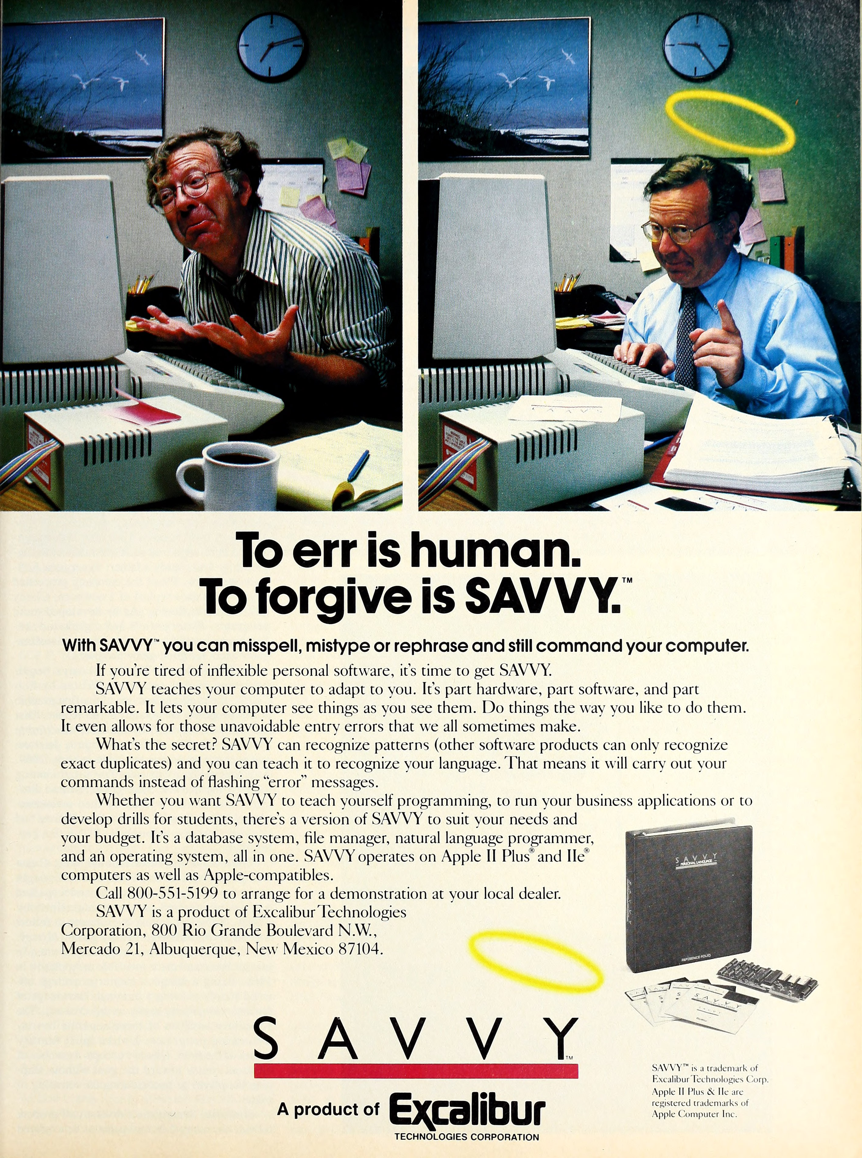 S A V V Y
To err is human.
To forgive is SAVVY.™
With SAVVY™ you can misspell, mistype or rephrase and still command your computer.
If you're tired of inflexible personal software, it's time to get SAVVY.
SAVVY teaches your computer to adapt to you. It's part hardware, part software, and part
remarkable. It lets your computer see things as you see them. Do things the way you like to do them.
It even allows for those unavoidable entry errors that we all sometimes make.
What's the secret? SAVVY can recognize patterns (other software products can only recognize
exact duplicates) and you can teach it to recognize your language. That means it will carry out your
commands instead of flashing “error” messages.
Whether you want SAVVY to teach yourself programming, to run your business applications or to
develop drills for students, there's a version of SAVVY to suit your needs and
your budget. It's a database system, file manager, natural language programmer,
and an operating system, all in one. SAVVY operates on Apple II Plus® and IIe®
computers as well as Apple-compatibles.
Call 800-551-5199 to arrange for a demonstration at your local dealer.
SAVVY is a product of Excalibur Technologies
Corporation, 800 Rio Grande Boulevard N.W.,
Mercado 21, Albuquerque, New Mexico 87104.
S A V V Y
PERSONAL LANGUAGE
REFERENCE FOLIO
S A V V Y
S A V V Y™
A product of Excalibur
TECHNOLOGIES CORPORATION
SAVVY™ is a trademark of
Excalibur Technologies Corp.
Apple II Plus & IIe are
registered trademarks of
Apple Computer Inc.